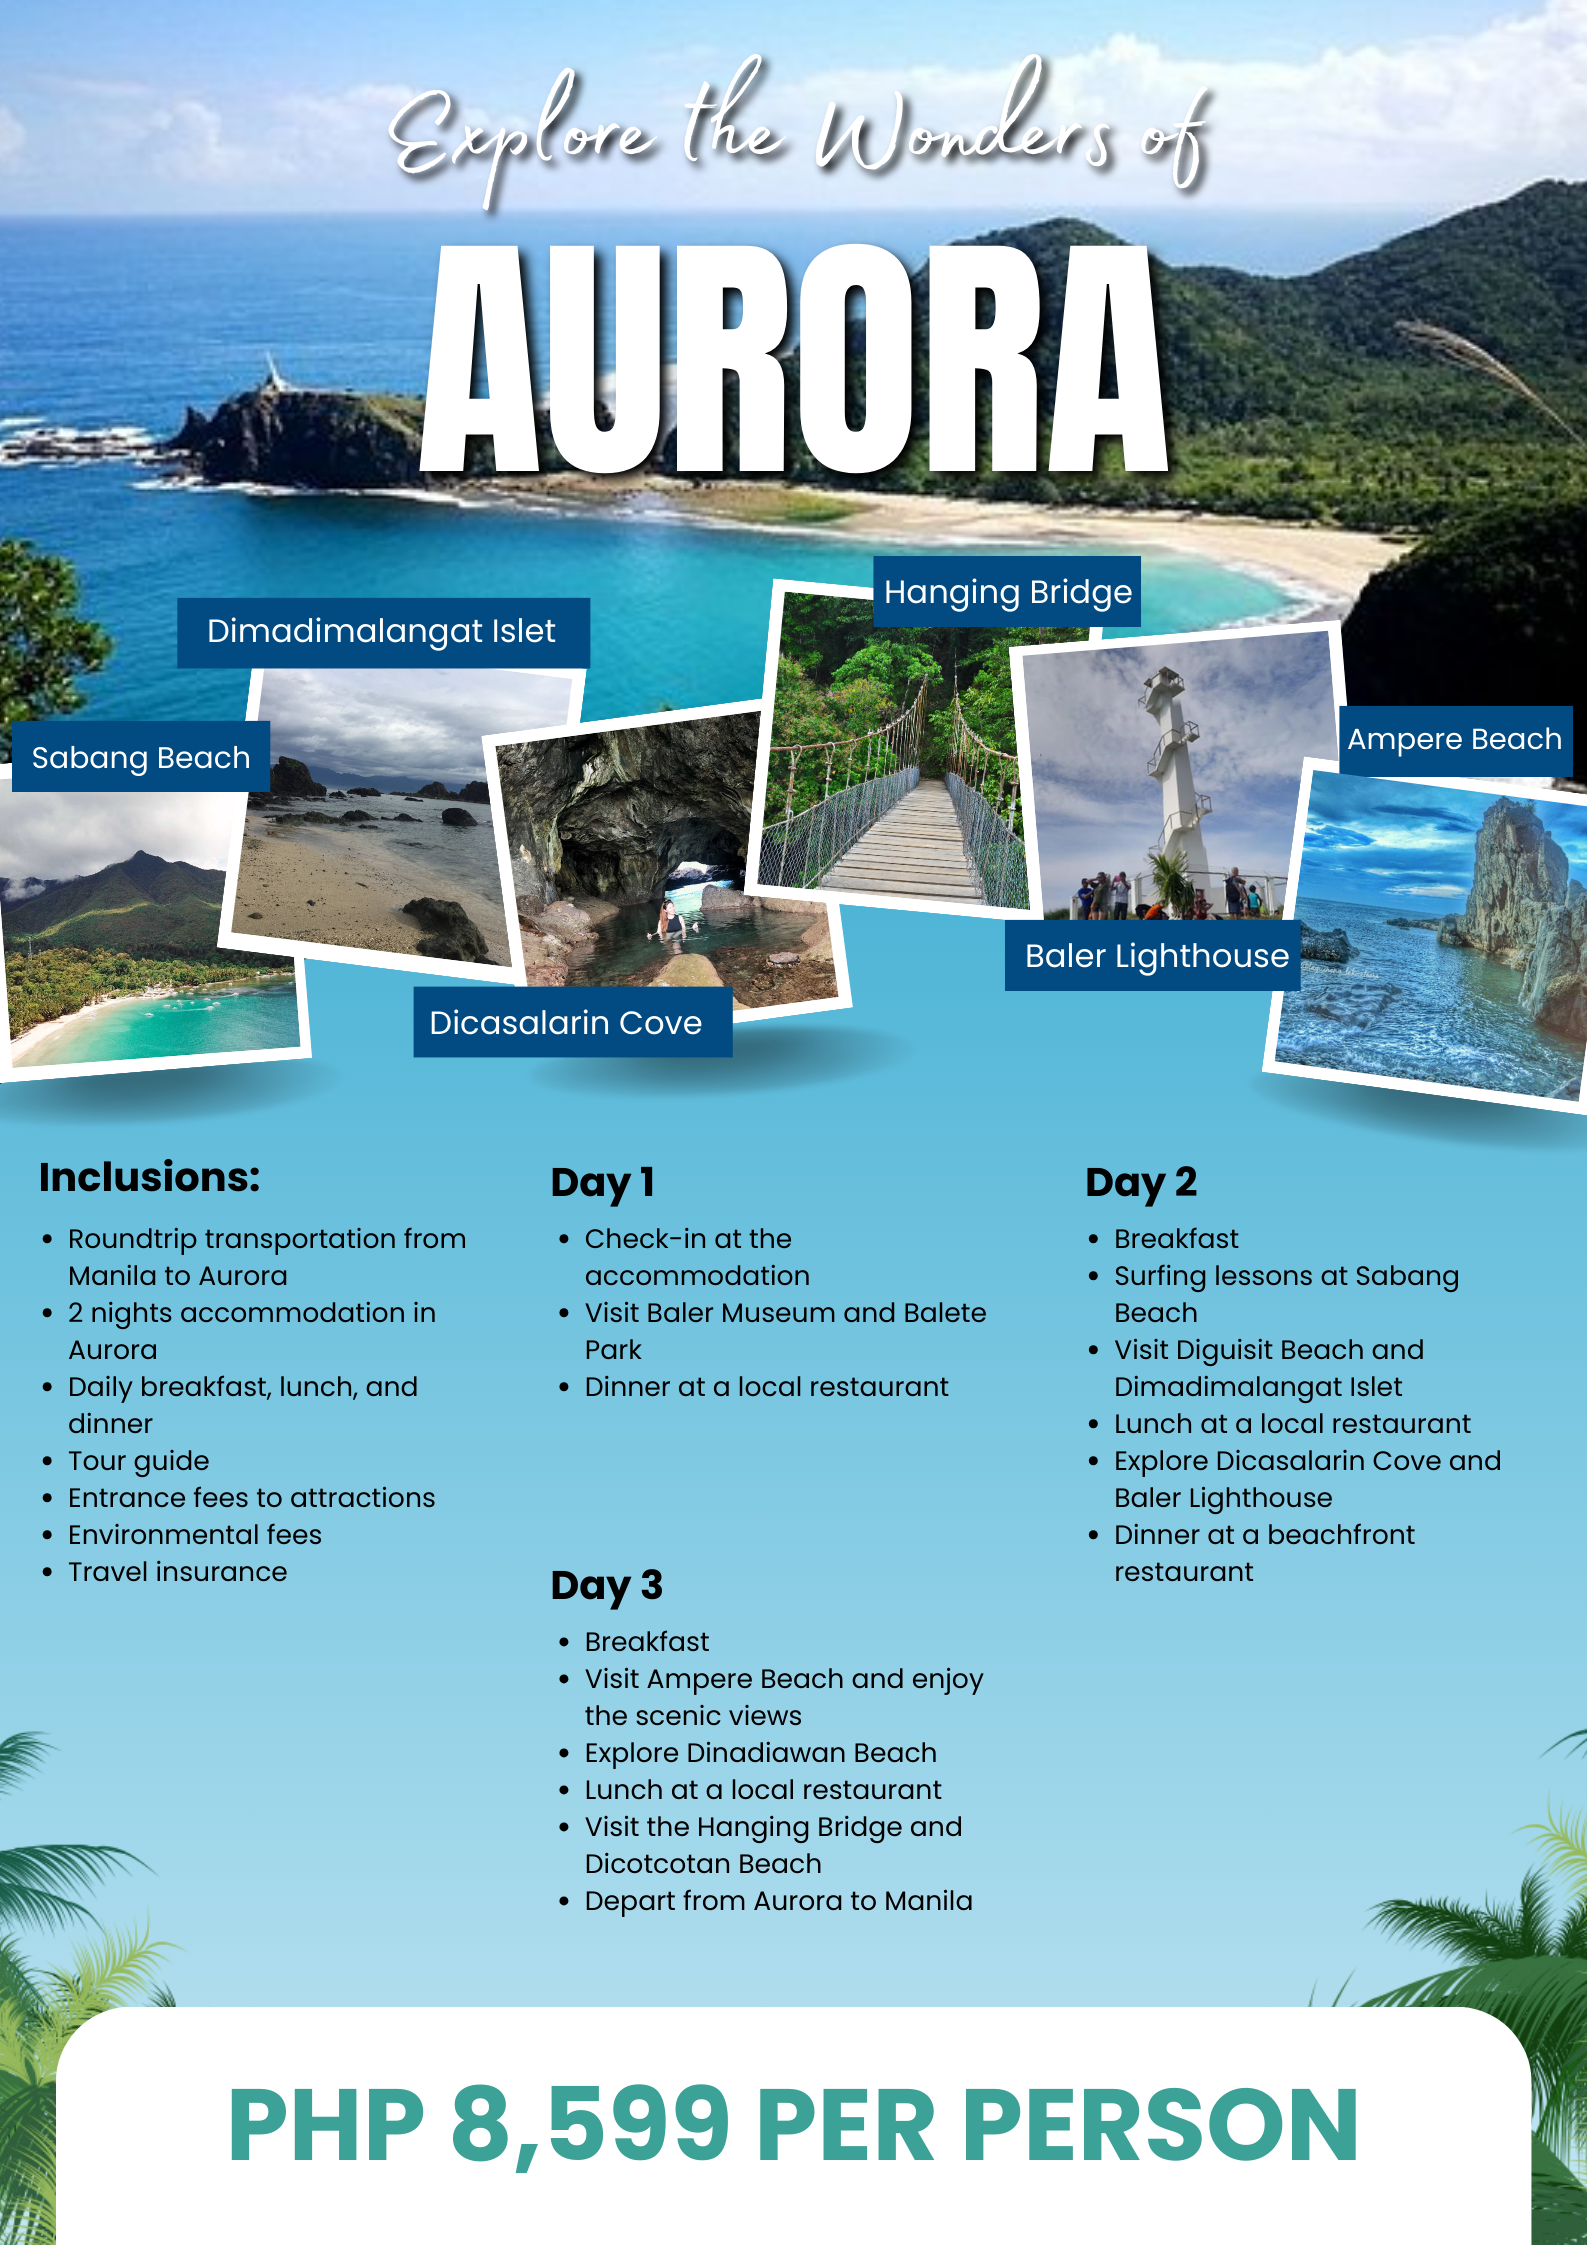 Explore the Wonders of
AURORA
Hanging Bridge
Dimadimalangat Islet
Ampere Beach
Sabang Beach
Baler Lighthouse
Dicasalarin Cove
Inclusions:
• Roundtrip transportation from
Manila to Aurora
• 2 nights accommodation in
Aurora
• Daily breakfast, lunch, and
dinner
• Tour guide
• Entrance fees to attractions
• Environmental fees
• Travel insurance
Day 1
• Check-in at the
accommodation
• Visit Baler Museum and Balete
Park
• Dinner at a local restaurant
Day 2
• Breakfast
• Surfing lessons at Sabang
Beach
• Visit Diguisit Beach and
Dimadimalangat Islet
• Lunch at a local restaurant
• Explore Dicasalarin Cove and
Baler Lighthouse
• Dinner at a beachfront
restaurant
Day 3
• Breakfast
• Visit Ampere Beach and enjoy
the scenic views
• Explore Dinadiawan Beach
• Lunch at a local restaurant
• Visit the Hanging Bridge and
Dicotcotan Beach
• Depart from Aurora to Manila
PHP 8,599 PER PERSON